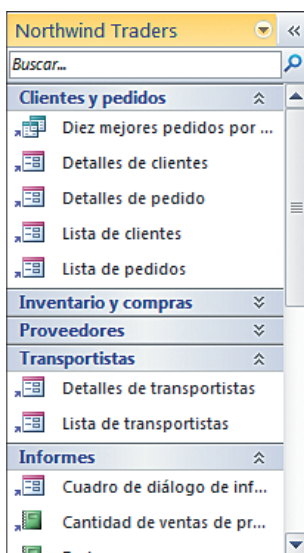 Northwind Traders
Buscar...
Clientes y pedidos
Diez mejores pedidos por ...
Detalles de clientes
Detalles de pedido
Lista de clientes
Lista de pedidos
Inventario y compras
Proveedores
Transportistas
Detalles de transportistas
Lista de transportistas
Informes
Cuadro de diálogo de inf...
Cantidad de ventas de pr...